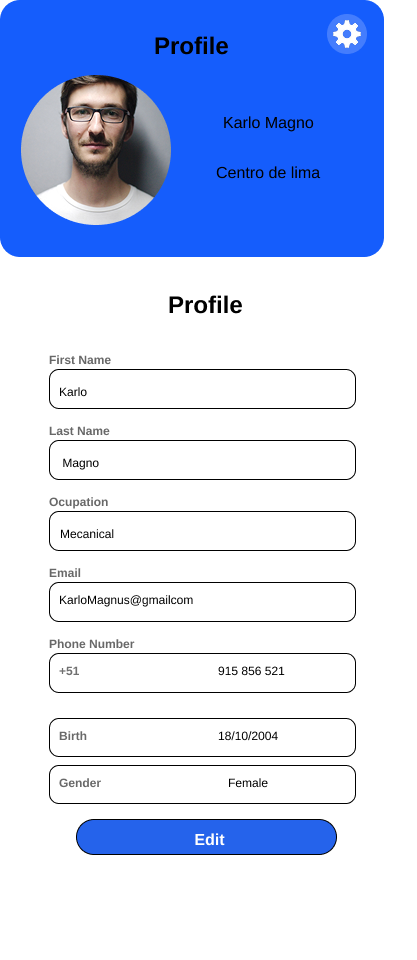 Profile
Karlo Magno
Centro de lima
Profile
First Name
Karlo
Last Name
Magno
Ocupation
Mecanical
Email
KarloMagnus@gmailcom
Phone Number
+51 915 856 521
Birth 18/10/2004
Gender Female
Edit